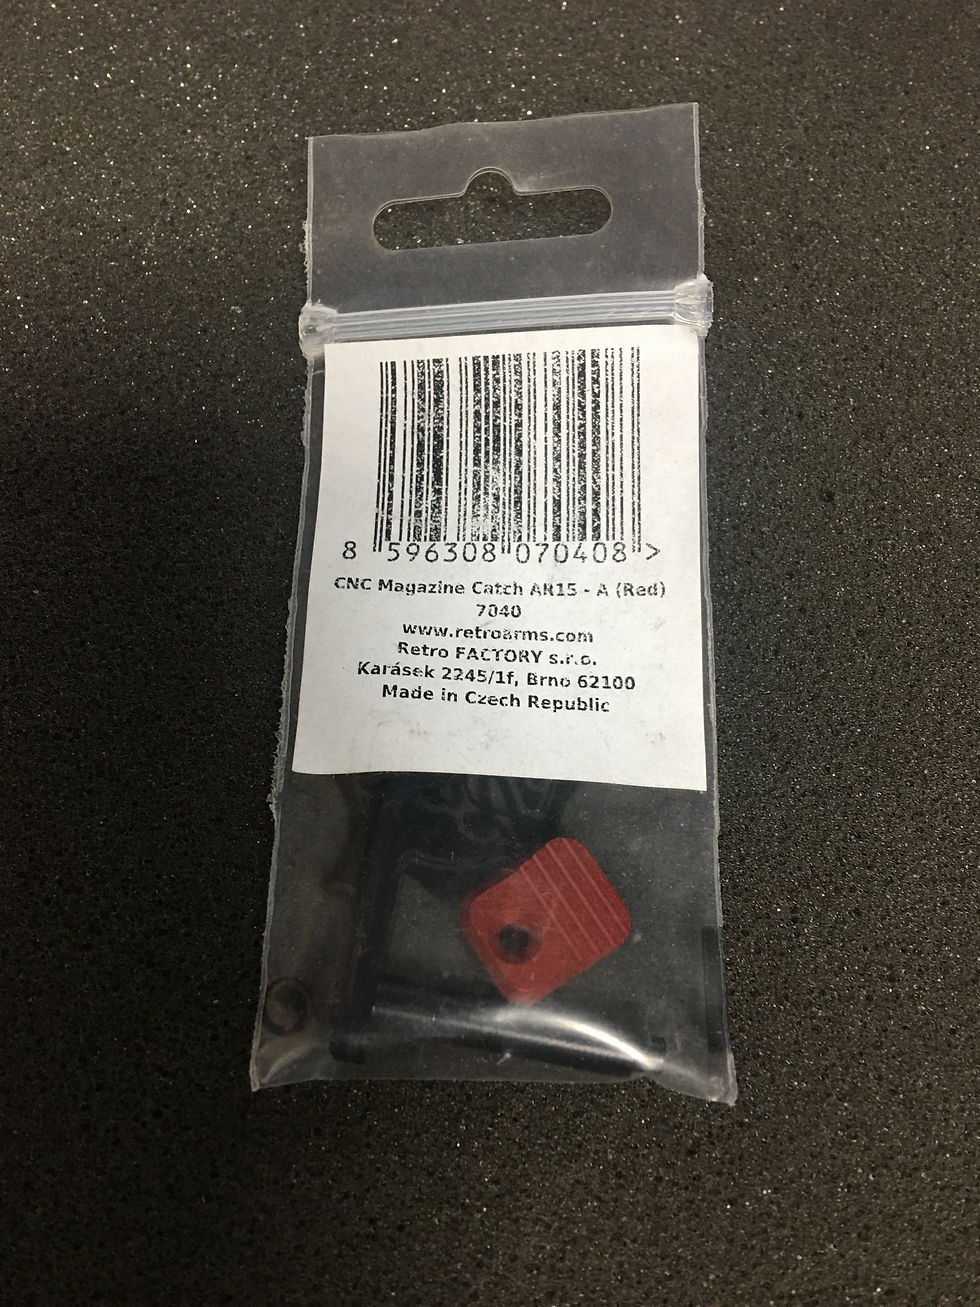 8 596308 070408 >
CNC Magazine Catch AR15 - A (Red)
7040
www.retroarms.com
Retro FACTORY s.r.o.
Karásek 2245/1f, Brno 62100
Made in Czech Republic